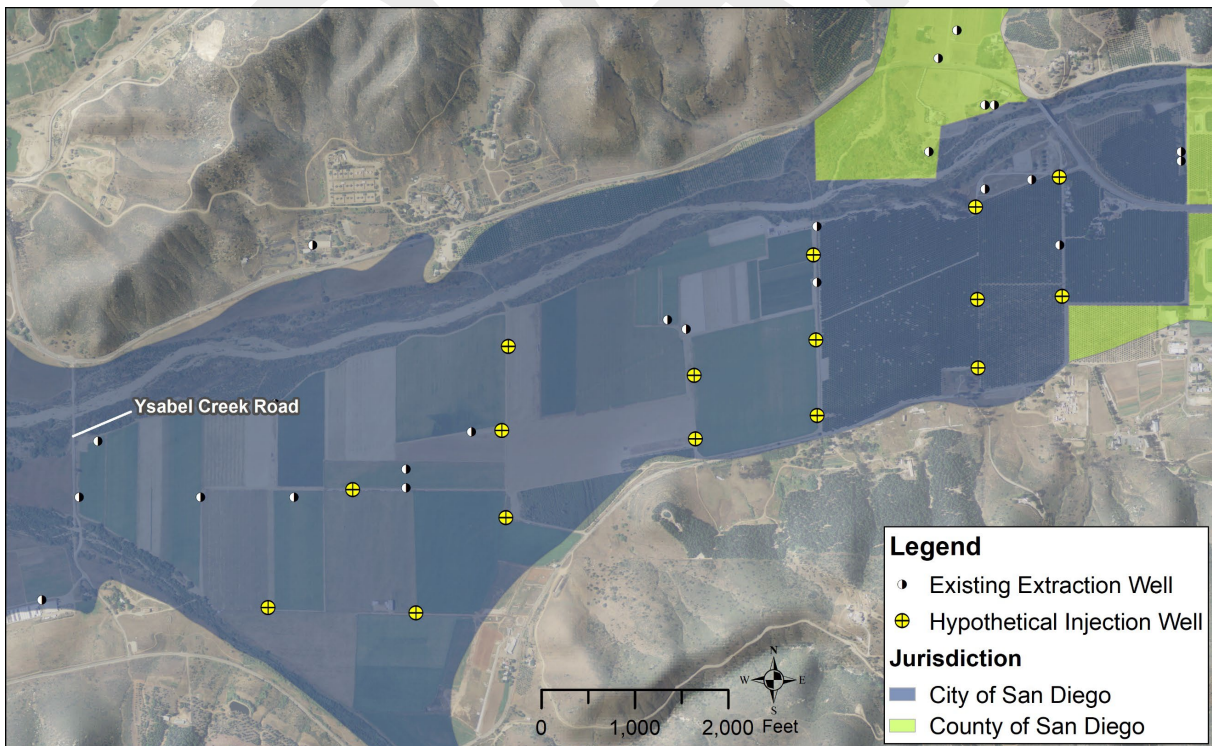 Ysabel Creek Road
N
W
E
S
0
1,000
2,000
Feet
Legend
Existing Extraction Well
Hypothetical Injection Well
Jurisdiction
City of San Diego
County of San Diego